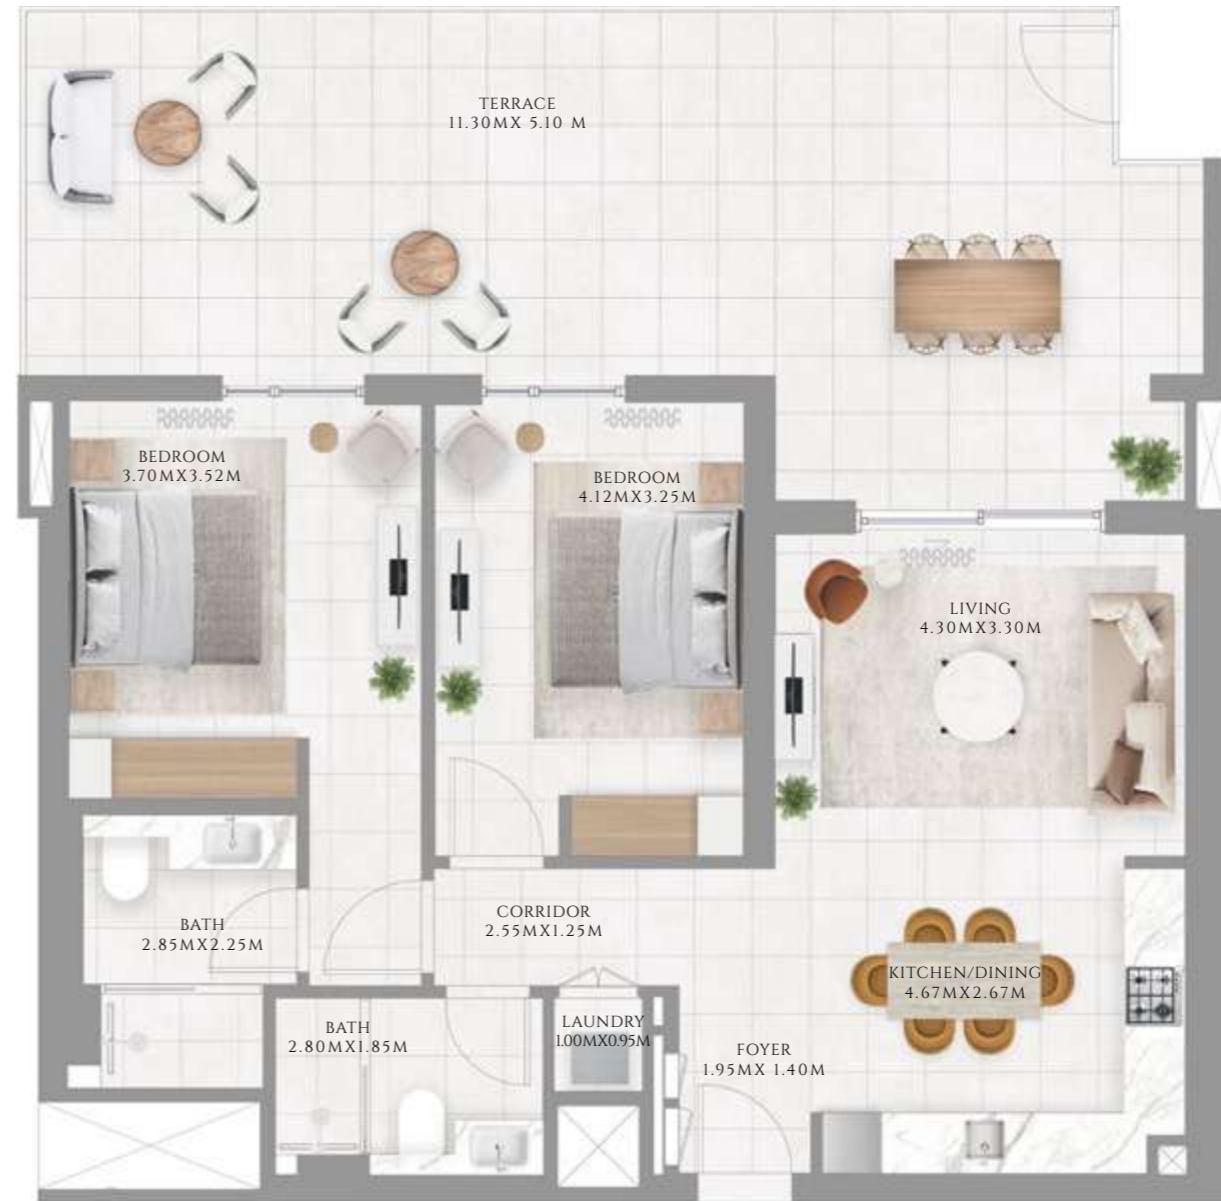 TERRACE
11.30MX 5.10 M
BEDROOM
3.70MX3.52M
BEDROOM
4.12MX3.25M
LIVING
4.30MX3.30M
BATH
2.85MX2.25M
CORRIDOR
2.55MX1.25M
KITCHEN/DINING
4.67MX2.67M
BATH
2.80MX1.85M
LAUNDRY
1.00MX0.95M
FOYER
1.95MX 1.40M